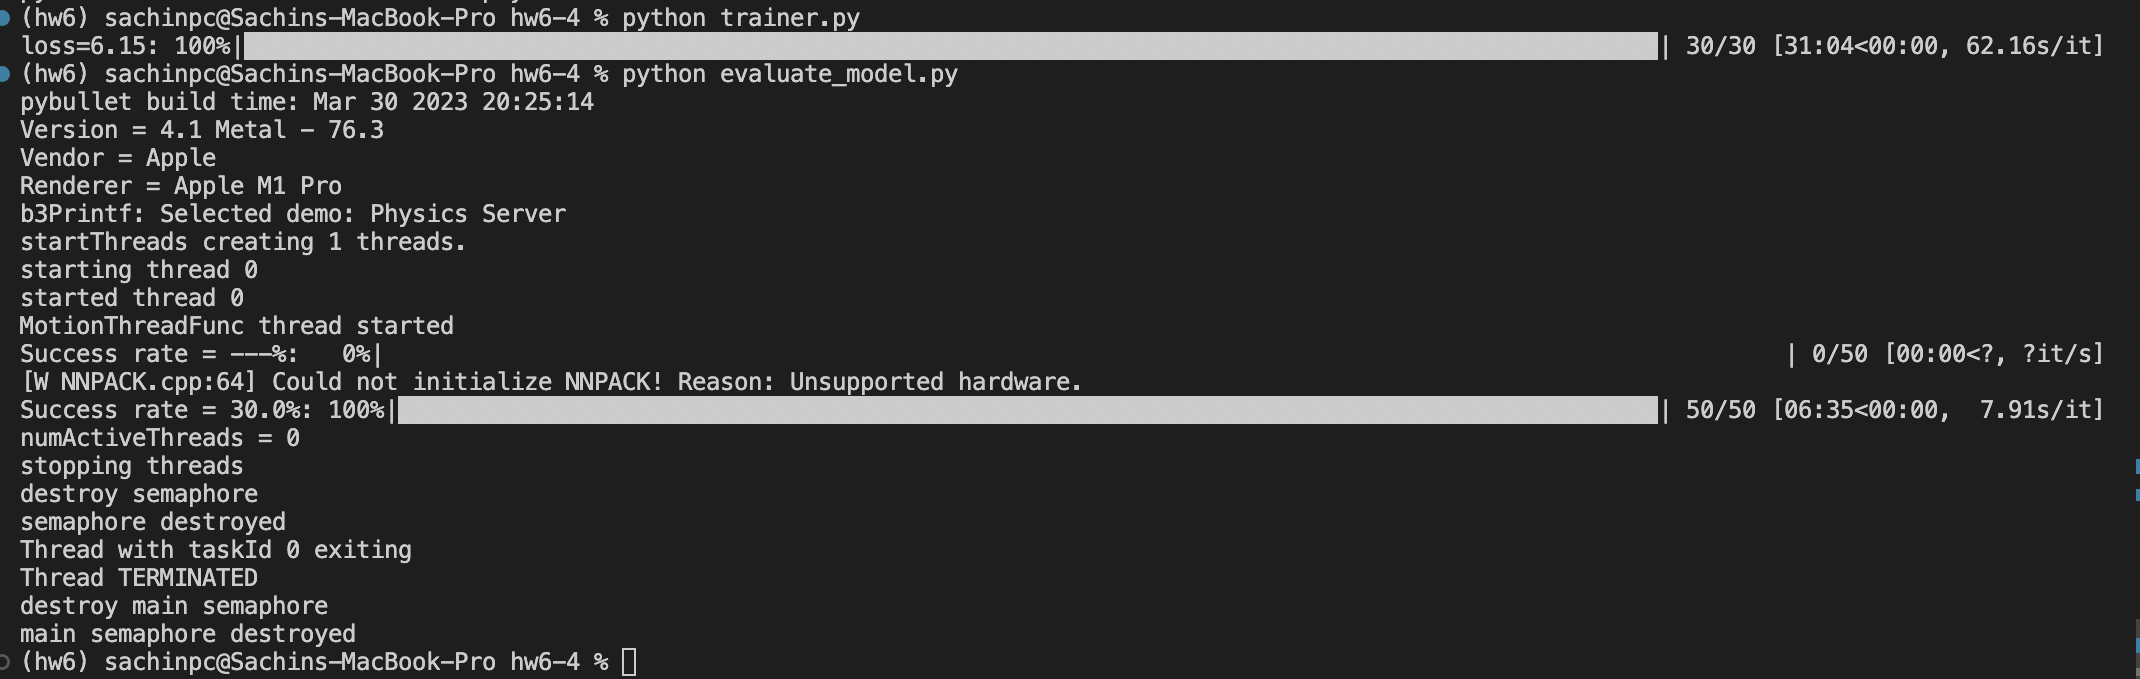 (hw6) sachinpc@Sachins-MacBook-Pro hw6-4 % python trainer.py
loss=6.15: 100%|██████████| 30/30 [31:04<00:00, 62.16s/it]
(hw6) sachinpc@Sachins-MacBook-Pro hw6-4 % python evaluate_model.py
pybullet build time: Mar 30 2023 20:25:14
Version = 4.1 Metal - 76.3
Vendor = Apple
Renderer = Apple M1 Pro
b3Printf: Selected demo: Physics Server
startThreads creating 1 threads.
starting thread 0
started thread 0
MotionThreadFunc thread started
Success rate = ---%:   0%|          | 0/50 [00:00<?, ?it/s]
[W NNPACK.cpp:64] Could not initialize NNPACK! Reason: Unsupported hardware.
Success rate = 30.0%: 100%|██████████| 50/50 [06:35<00:00,  7.91s/it]
numActiveThreads = 0
stopping threads
destroy semaphore
semaphore destroyed
Thread with taskId 0 exiting
Thread TERMINATED
destroy main semaphore
main semaphore destroyed
(hw6) sachinpc@Sachins-MacBook-Pro hw6-4 %